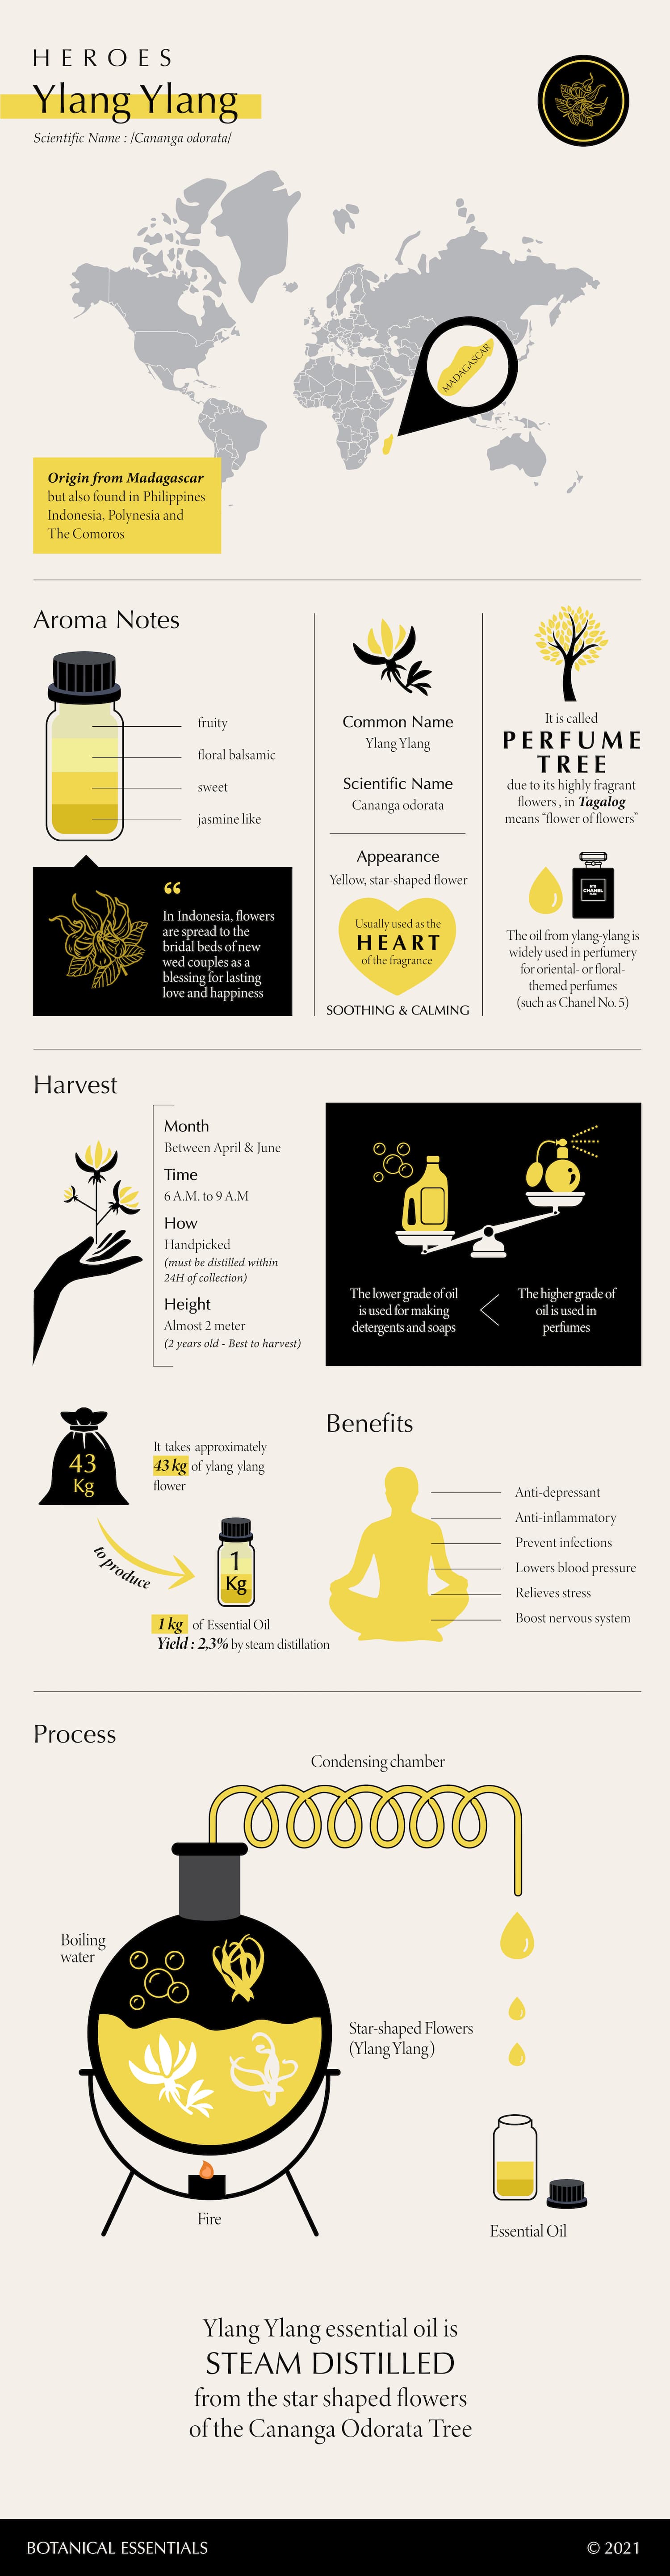 HEROES
Ylang Ylang
Scientific Name : /Cananga odorata/
MADAGASCAR
Origin from Madagascar
but also found in Philippines
Indonesia, Polynesia and
The Comoros
Aroma Notes
fruity
floral balsamic
sweet
jasmine like
“
In Indonesia, flowers
are spread to the
bridal beds of new
wed couples as a
blessing for lasting
love and happiness
Common Name
Ylang Ylang
Scientific Name
Cananga odorata
Appearance
Yellow, star-shaped flower
Usually used as the
HEART
of the fragrance
SOOTHING & CALMING
It is called
PERFUME
TREE
due to its highly fragrant
flowers , in Tagalog
means “flower of flowers”
N°5
CHANEL
PARIS
The oil from ylang-ylang is
widely used in perfumery
for oriental- or floral-
themed perfumes
(such as Chanel No. 5)
Harvest
Month
Between April & June
Time
6 A.M. to 9 A.M
How
Handpicked
(must be distilled within
24H of collection)
Height
Almost 2 meter
(2 years old - Best to harvest)
The lower grade of oil
is used for making
detergents and soaps
<
The higher grade of
oil is used in
perfumes
43
Kg
It takes approximately
43 kg of ylang ylang
flower
to produce
1
Kg
1 kg of Essential Oil
Yield : 2,3% by steam distillation
Benefits
Anti-depressant
Anti-inflammatory
Prevent infections
Lowers blood pressure
Relieves stress
Boost nervous system
Process
Condensing chamber
Boiling
water
Star-shaped Flowers
(Ylang Ylang)
Fire
Essential Oil
Ylang Ylang essential oil is
STEAM DISTILLED
from the star shaped flowers
of the Cananga Odorata Tree
BOTANICAL ESSENTIALS
© 2021